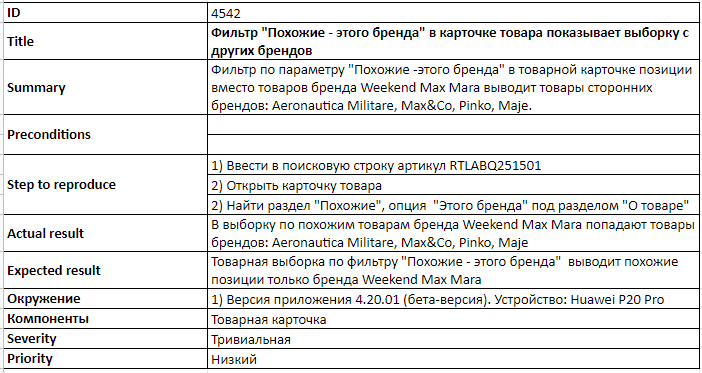 ID 4542
Title Фильтр "Похожие - этого бренда" в карточке товара показывает выборку с
других брендов
Summary Фильтр по параметру "Похожие -этого бренда" в товарной карточке позиции
вместо товаров бренда Weekend Max Mara выводит товары сторонних
брендов: Aeronautica Militare, Max&Co, Pinko, Maje.
Preconditions
Step to reproduce 1) Ввести в поисковую строку артикул RTLABQ251501
2) Открыть карточку товара
2) Найти раздел "Похожие", опция  "Этого бренда" под разделом "О товаре"
Actual result В выборку по похожим товарам бренда Weekend Max Mara попадают товары
брендов: Aeronautica Militare, Max&Co, Pinko, Maje
Expected result Товарная выборка по фильтру "Похожие - этого бренда"  выводит похожие
позиции только бренда Weekend Max Mara
Окружение 1) Версия приложения 4.20.01 (бета-версия). Устройство: Huawei P20 Pro
Компоненты Товарная карточка
Severity Тривиальная
Priority Низкий